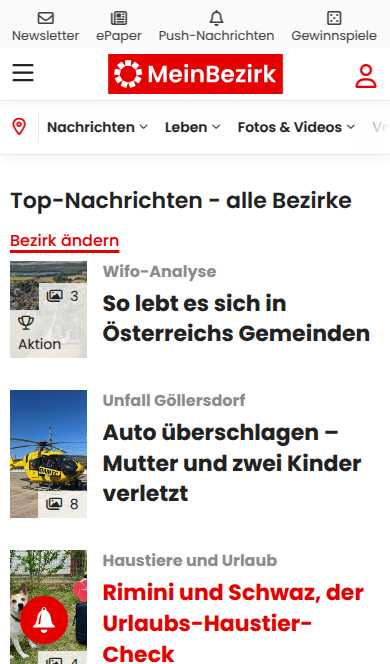 Newsletter ePaper Push-Nachrichten Gewinnspiele
MeinBezirk
Nachrichten Leben Fotos & Videos
Top-Nachrichten - alle Bezirke
Bezirk ändern
3
Aktion
Wifo-Analyse
So lebt es sich in
Österreichs Gemeinden
8
Unfall Göllersdorf
Auto überschlagen –
Mutter und zwei Kinder
verletzt
4
Haustiere und Urlaub
Rimini und Schwaz, der
Urlaubs-Haustier-
Check